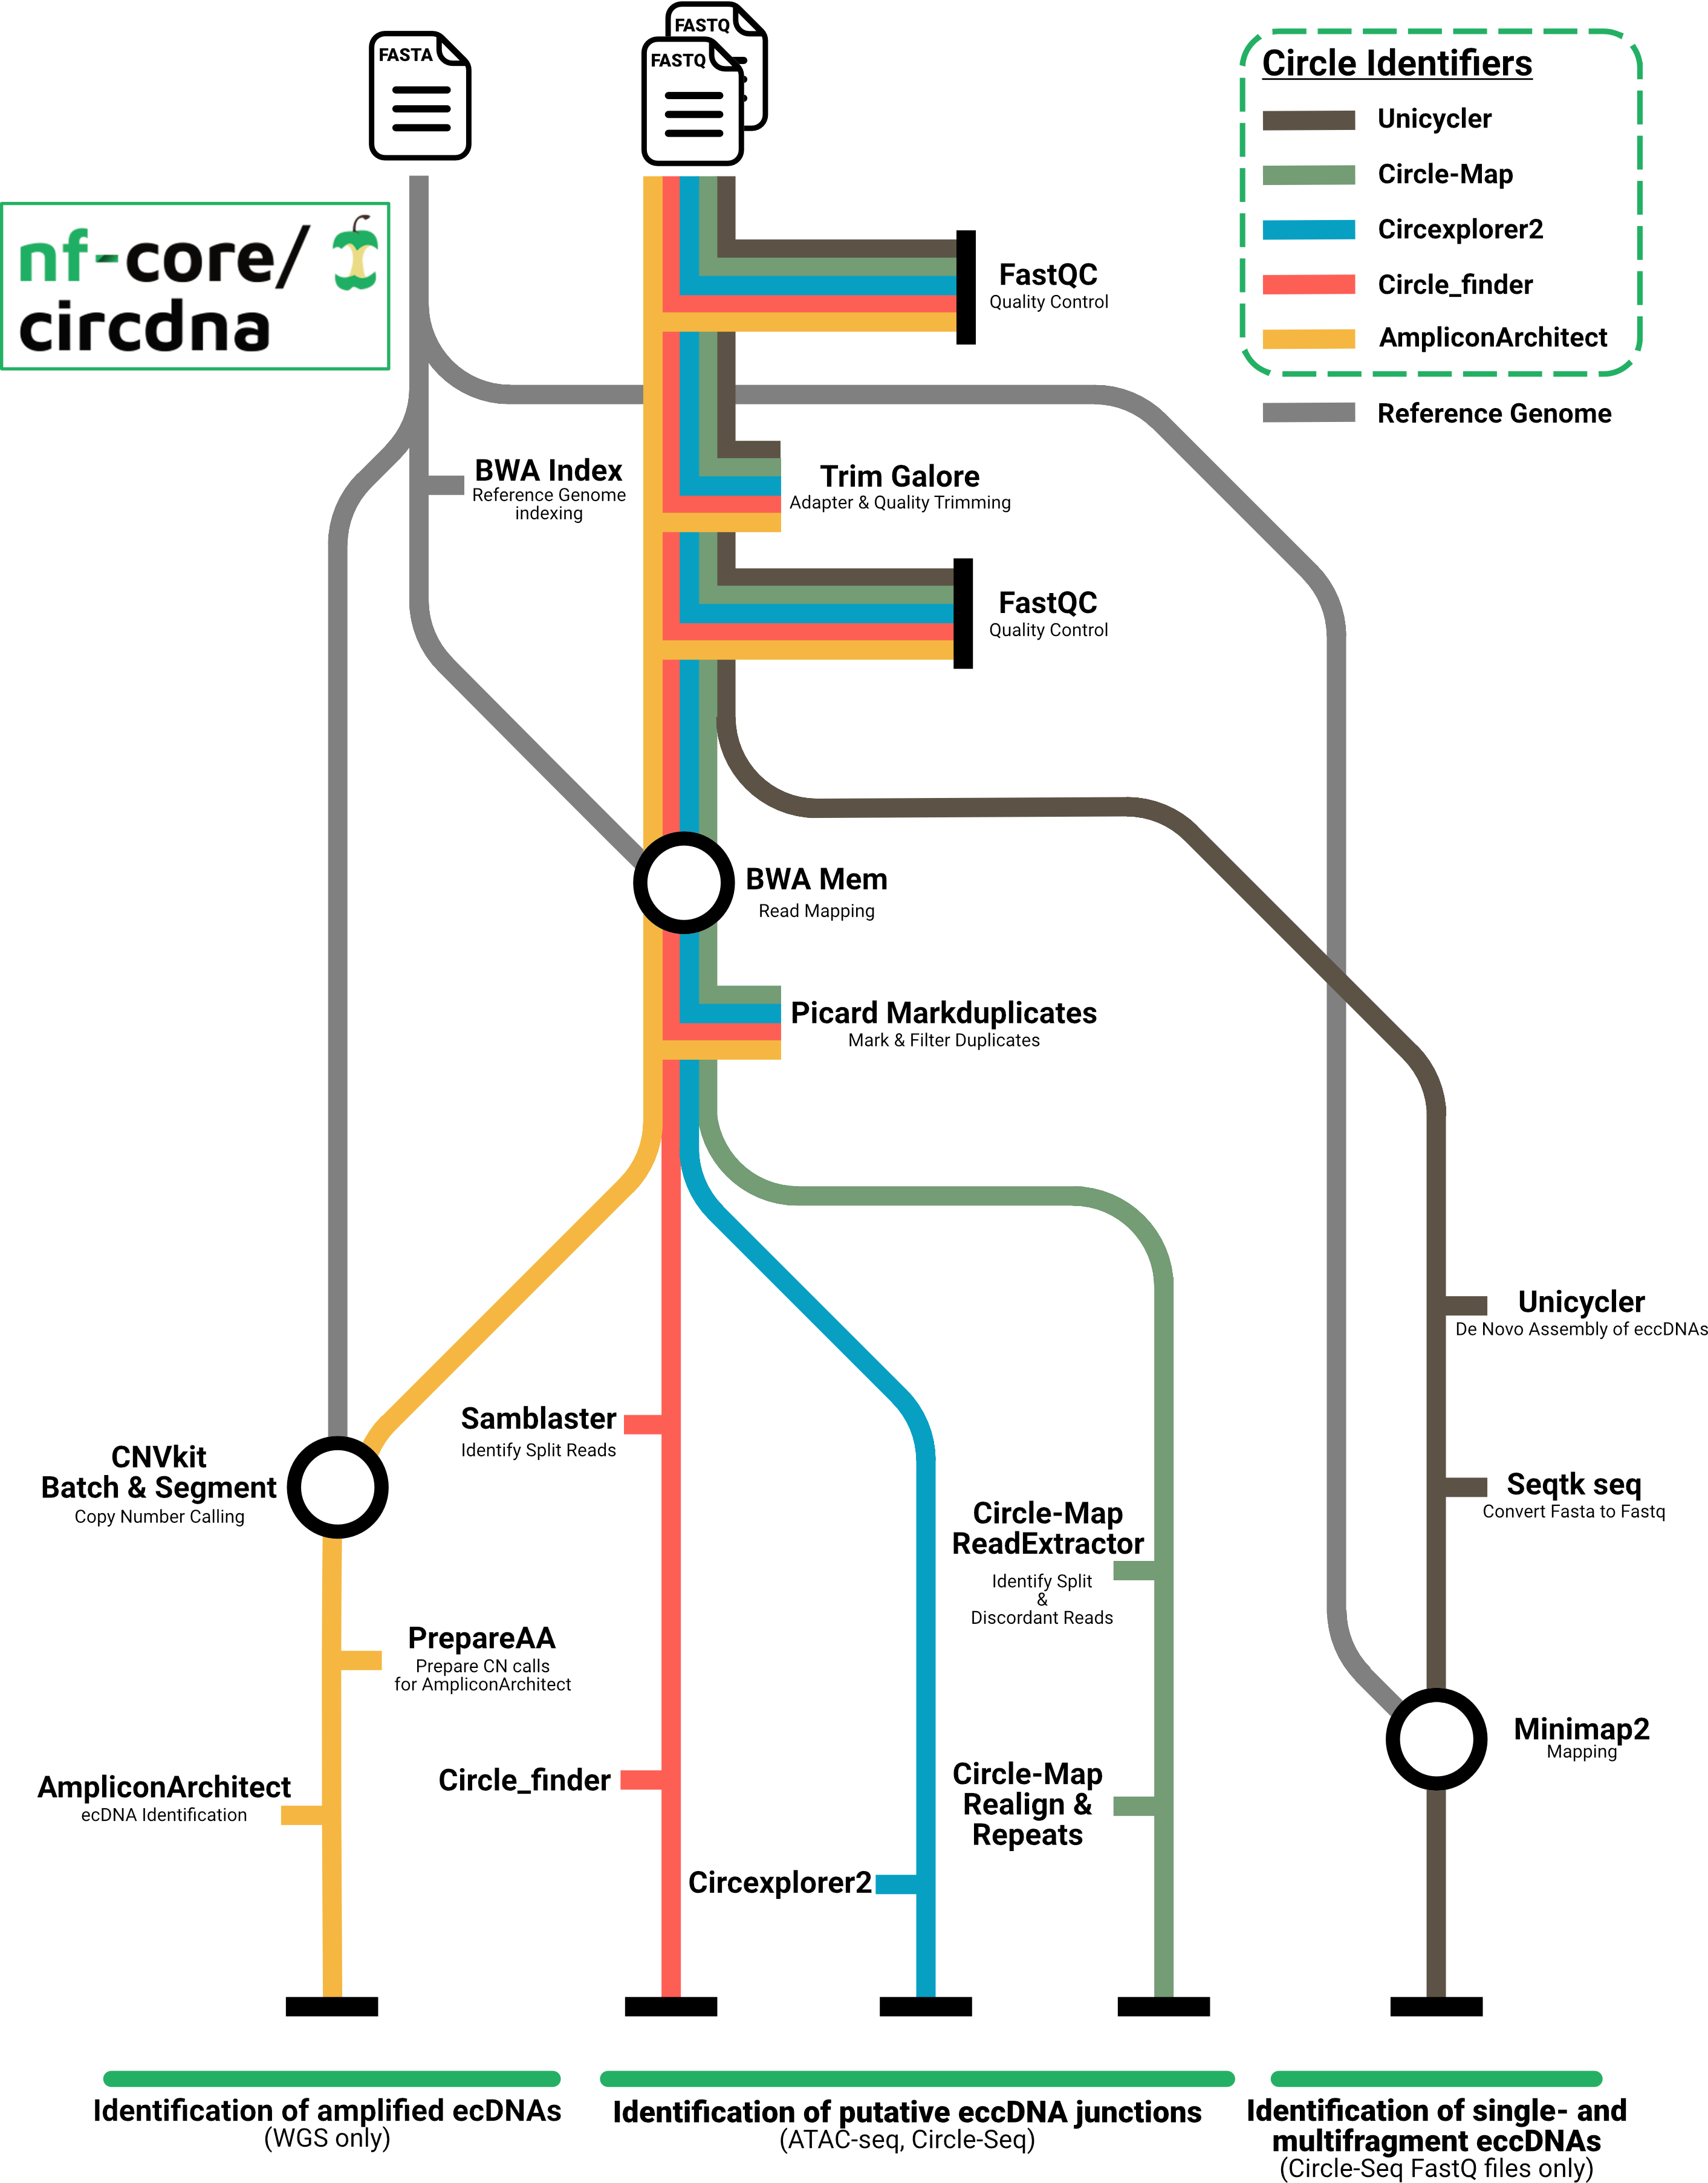 FASTA
FASTQ
FASTQ
nf-core/
circdna
Circle Identifiers
Unicycler
Circle-Map
Circexplorer2
Circle_finder
AmpliconArchitect
Reference Genome
FastQC
Quality Control
BWA Index
Reference Genome
indexing
Trim Galore
Adapter & Quality Trimming
FastQC
Quality Control
BWA Mem
Read Mapping
Picard Markduplicates
Mark & Filter Duplicates
Unicycler
De Novo Assembly of eccDNAs
Samblaster
Identify Split Reads
CNVkit
Batch & Segment
Copy Number Calling
Seqtk seq
Convert Fasta to Fastq
Circle-Map
ReadExtractor
Identify Split
&
Discordant Reads
PrepareAA
Prepare CN calls
for AmpliconArchitect
Minimap2
Mapping
AmpliconArchitect
ecDNA Identification
Circle_finder
Circle-Map
Realign &
Repeats
Circexplorer2
Identification of amplified ecDNAs
(WGS only)
Identification of putative eccDNA junctions
(ATAC-seq, Circle-Seq)
Identification of single- and
multifragment eccDNAs
(Circle-Seq FastQ files only)